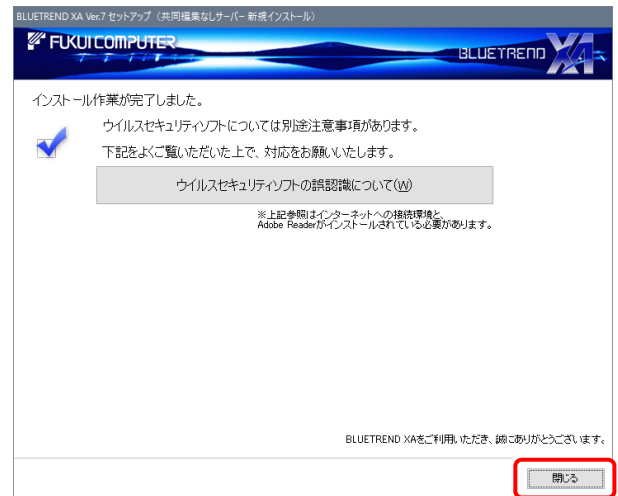 BLUETREND XA Ver.7 セットアップ（共同編集なしサーバー 新規インストール）
FUKUI COMPUTER
BLUETREND XA
インストール作業が完了しました。
ウイルスセキュリティソフトについては別途注意事項があります。
下記をよくご覧いただいた上で、対応をお願いいたします。
ウイルスセキュリティソフトの誤認識について(W)
※上記参照はインターネットへの接続環境と、
Adobe Readerがインストールされている必要があります。
BLUETREND XAをご利用いただき、誠にありがとうございます。
閉じる